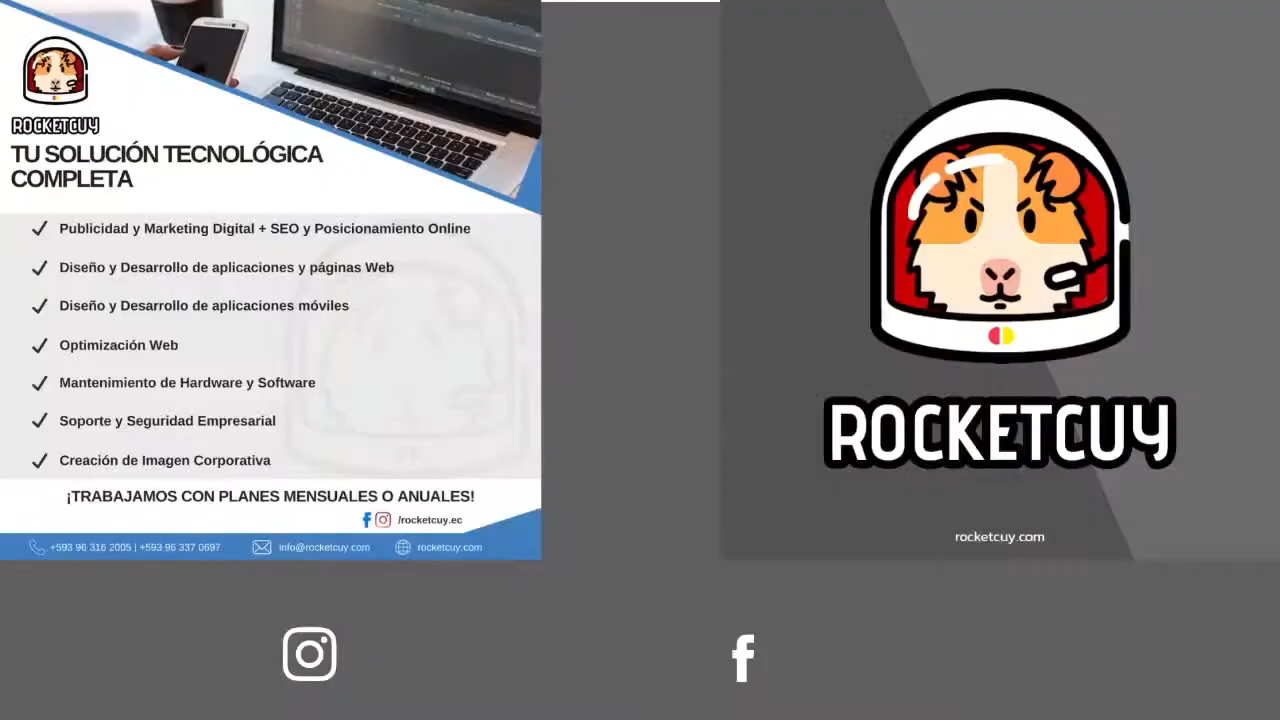 ROCKETCUY
TU SOLUCIÓN TECNOLÓGICA
COMPLETA
Publicidad y Marketing Digital + SEO y Posicionamiento Online
Diseño y Desarrollo de aplicaciones y páginas Web
Diseño y Desarrollo de aplicaciones móviles
Optimización Web
Mantenimiento de Hardware y Software
Soporte y Seguridad Empresarial
Creación de Imagen Corporativa
¡TRABAJAMOS CON PLANES MENSUALES O ANUALES!
/rocketcuy.ec
+593 96 316 2005 | +593 96 337 0697 info@rocketcuy.com rocketcuy.com
ROCKETCUY
rocketcuy.com